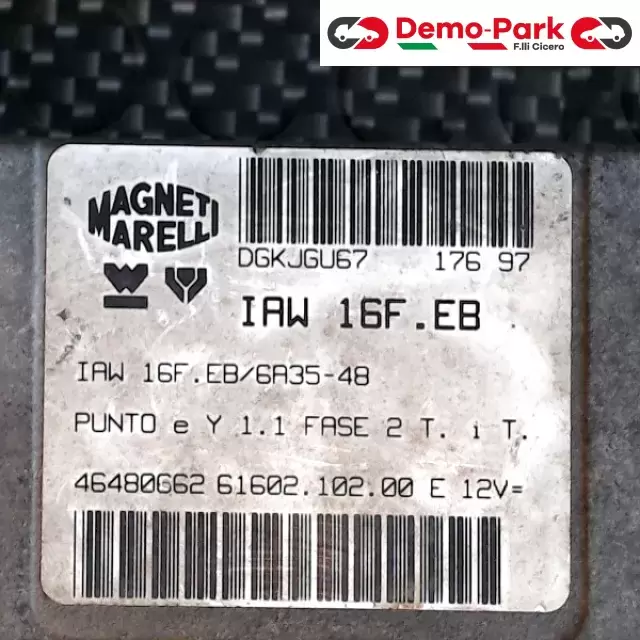 Demo-Park
F.lli Cicero
MAGNETI
MARELLI
DGKJGU67 176 97
IAW 16F.EB
IAW 16F.EB/6A35-48
PUNTO e Y 1.1 FASE 2 T. i T.
46480662 61602.102.00 E 12V=